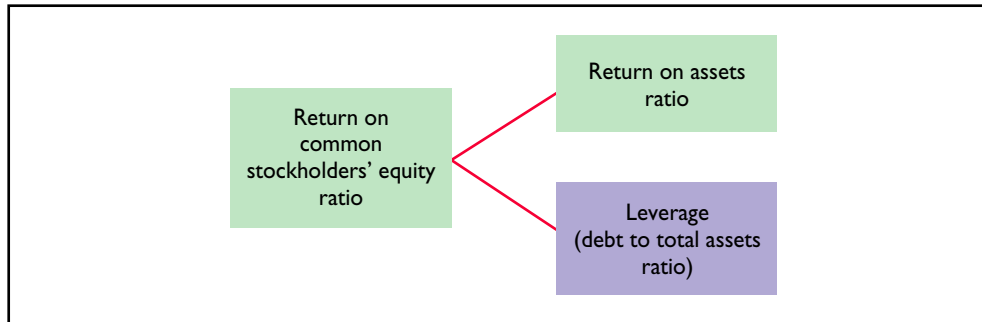 Return on
common
stockholders’ equity
ratio
Return on assets
ratio
Leverage
(debt to total assets
ratio)